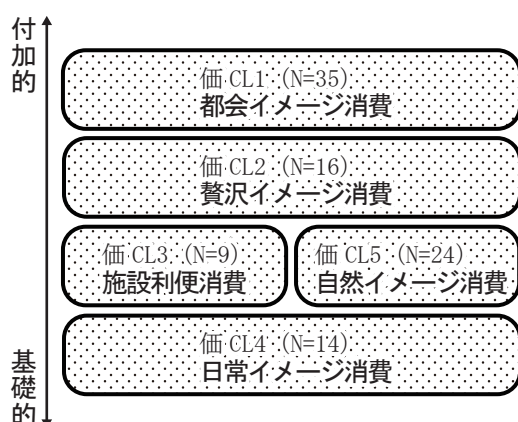 付加的
価 CL1 (N=35)
都会イメージ消費
価 CL2 (N=16)
贅沢イメージ消費
価 CL3 (N=9)
施設利便消費
価 CL5 (N=24)
自然イメージ消費
価 CL4 (N=14)
日常イメージ消費
基礎的